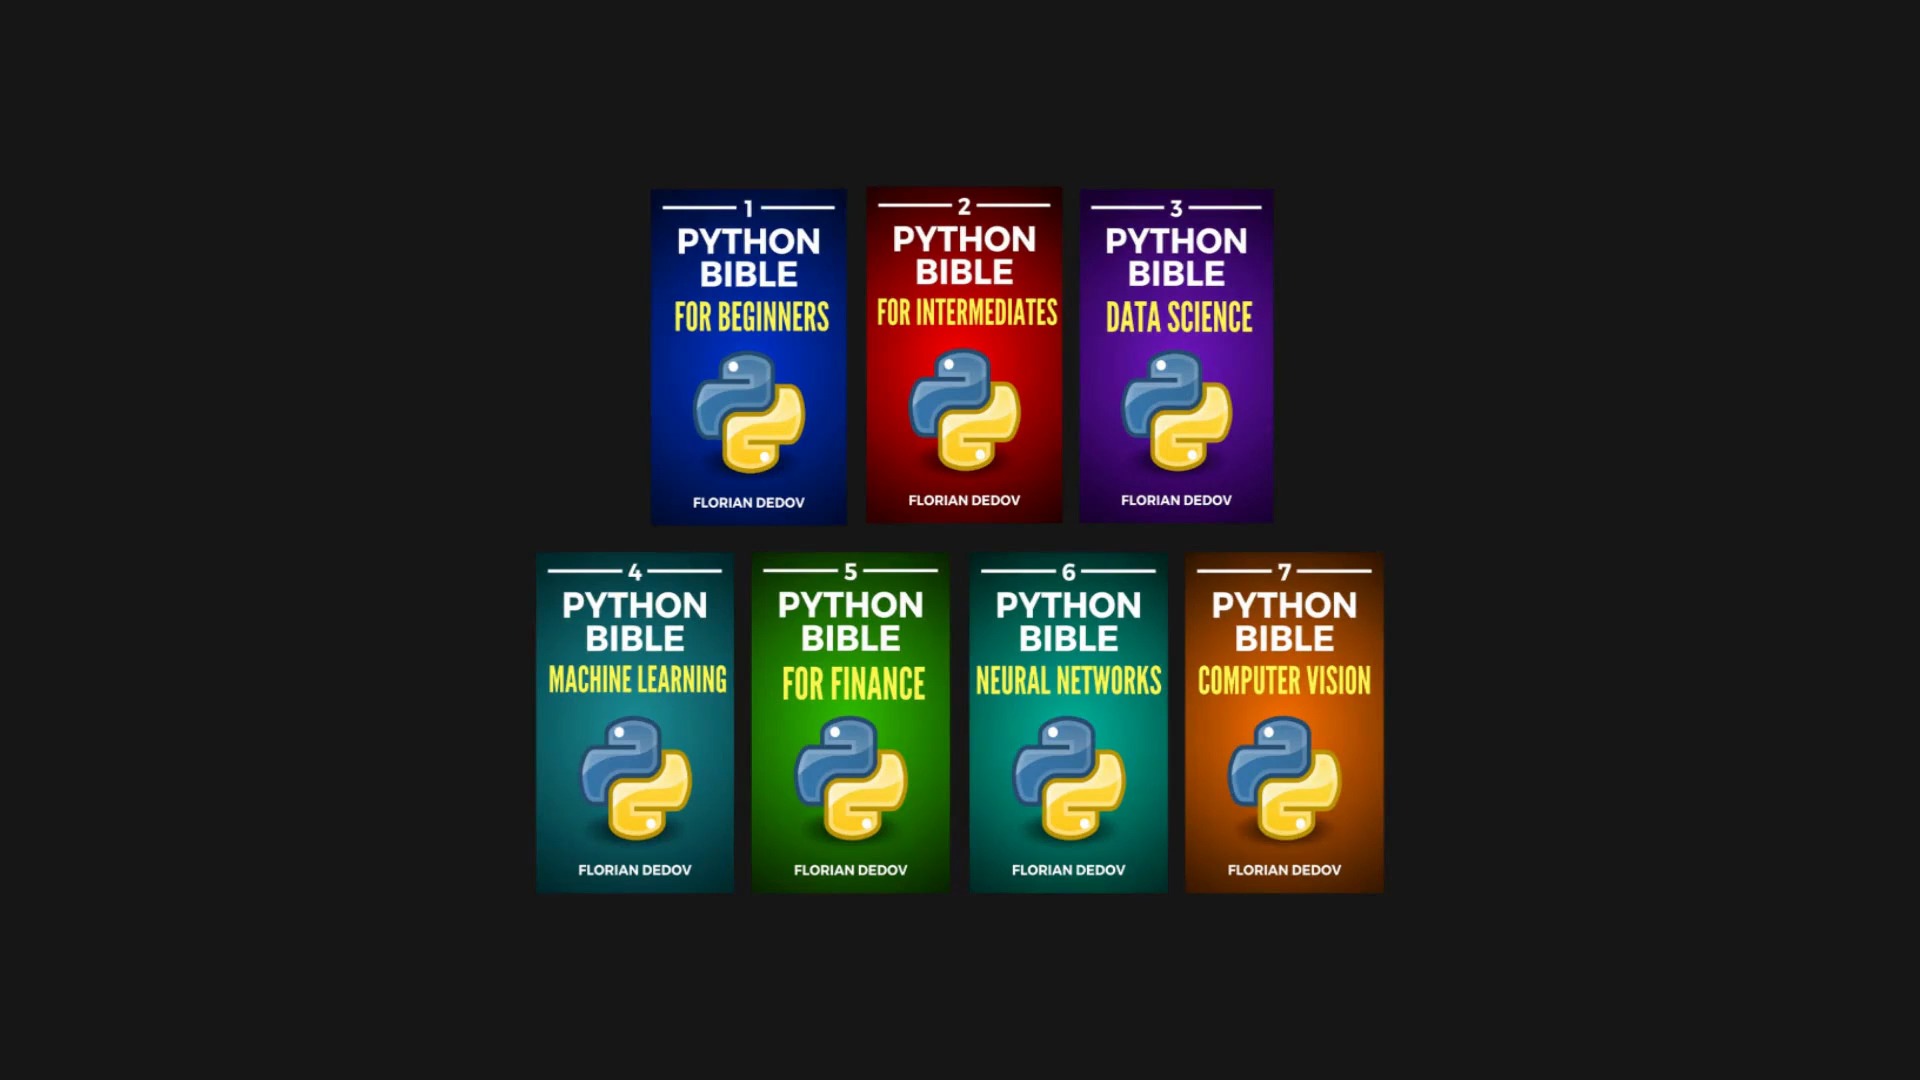 1
PYTHON
BIBLE
FOR BEGINNERS
FLORIAN DEDOV
2
PYTHON
BIBLE
FOR INTERMEDIATES
FLORIAN DEDOV
3
PYTHON
BIBLE
DATA SCIENCE
FLORIAN DEDOV
4
PYTHON
BIBLE
MACHINE LEARNING
FLORIAN DEDOV
5
PYTHON
BIBLE
FOR FINANCE
FLORIAN DEDOV
6
PYTHON
BIBLE
NEURAL NETWORKS
FLORIAN DEDOV
7
PYTHON
BIBLE
COMPUTER VISION
FLORIAN DEDOV